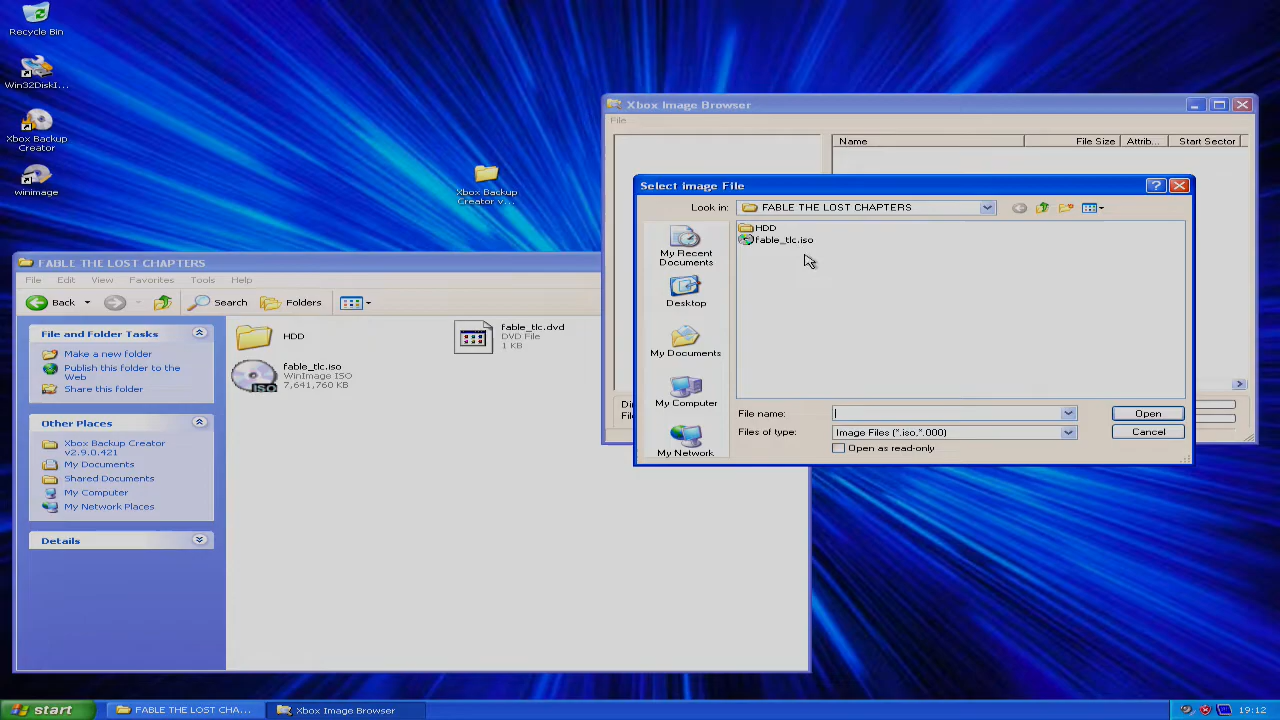 Recycle Bin
Win32DiskI...
Xbox Backup
Creator
winimage
Xbox Backup
Creator v...
Xbox Image Browser
File
Name
File Size
Attrib...
Start Sector
Select image File
Look in:
FABLE THE LOST CHAPTERS
My Recent
Documents
Desktop
My Documents
My Computer
My Network
HDD
fable_tlc.iso
File name:
Open
Files of type:
Image Files (*.iso,*.000)
Cancel
Open as read-only
FABLE THE LOST CHAPTERS
File
Edit
View
Favorites
Tools
Help
Back
Search
Folders
File and Folder Tasks
Make a new folder
Publish this folder to the
Web
Share this folder
Other Places
Xbox Backup Creator
v2.9.0.421
My Documents
Shared Documents
My Computer
My Network Places
Details
HDD
fable_tlc.dvd
DVD File
1 KB
fable_tlc.iso
WinImage ISO
7,641,760 KB
ISO
start
FABLE THE LOST CHA...
Xbox Image Browser
19:12